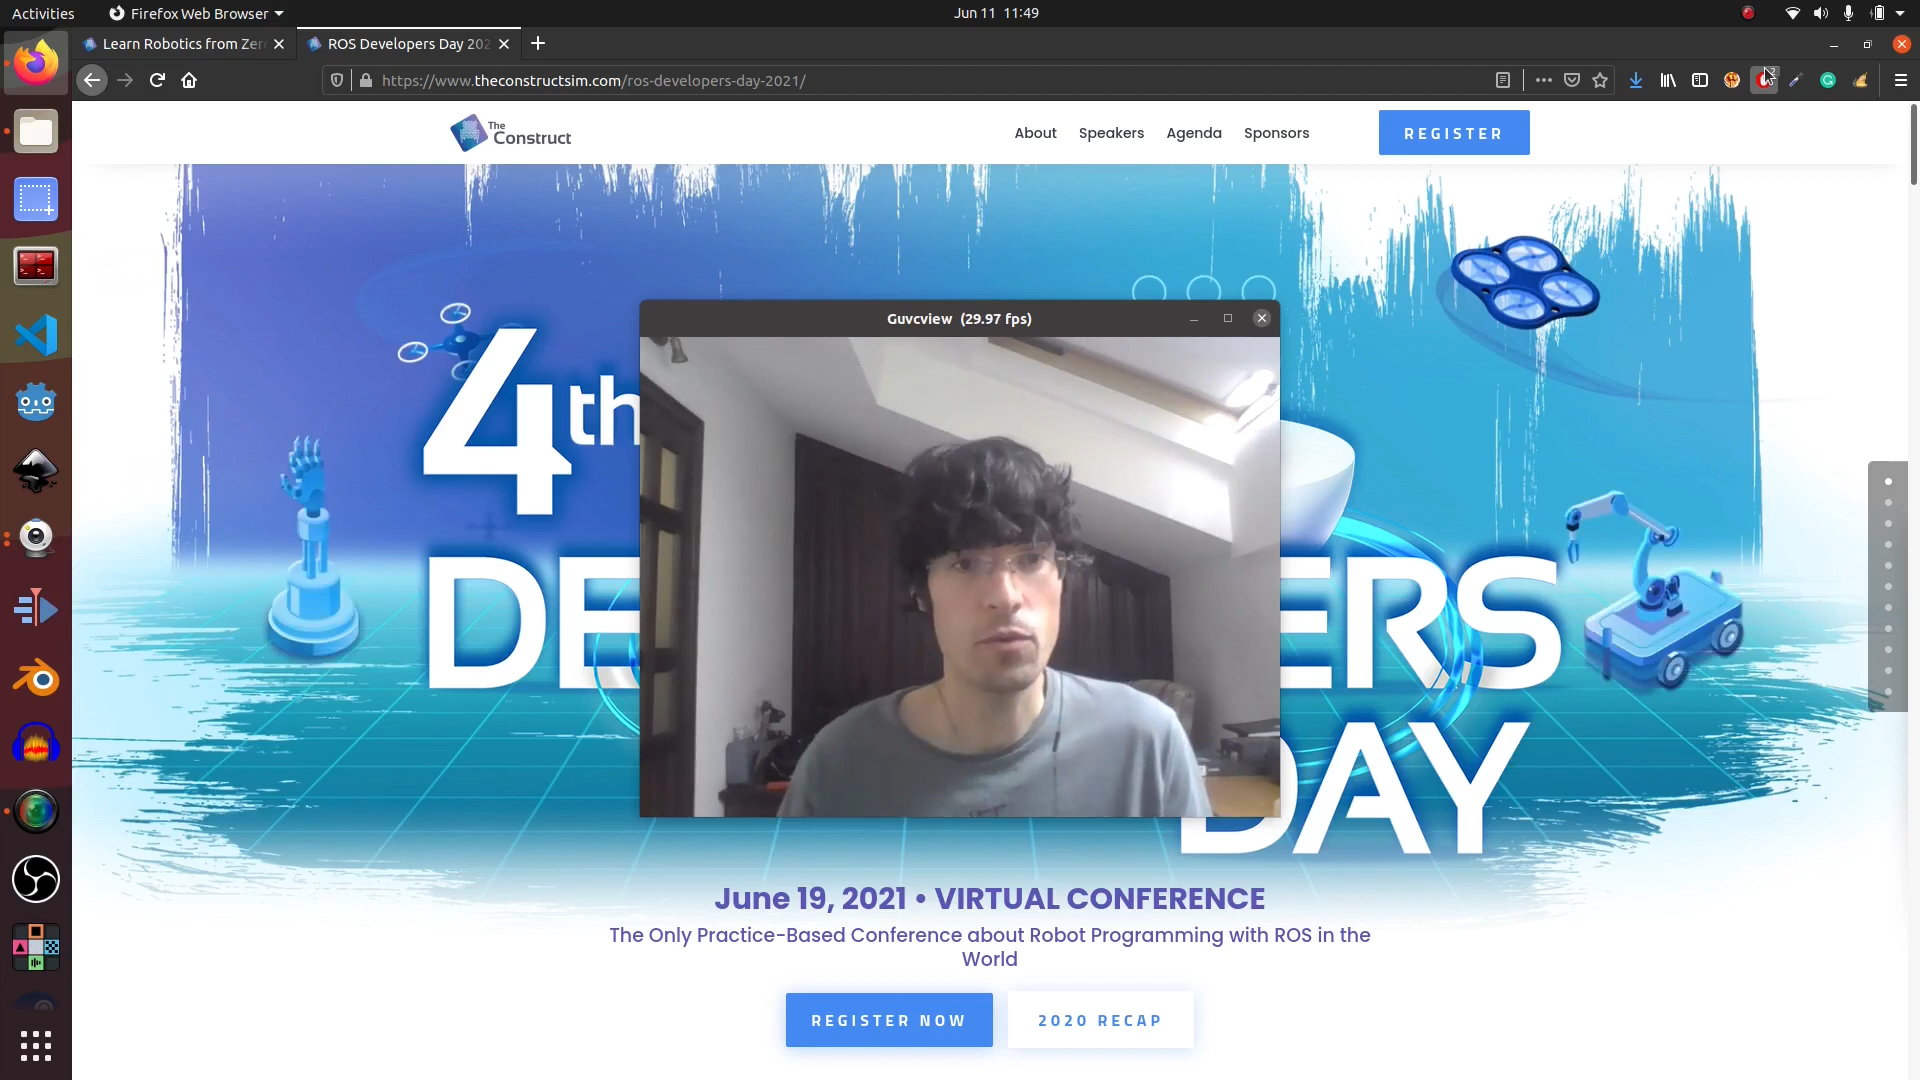 Activities
Firefox Web Browser
Jun 11 11:49
Learn Robotics from Zero
ROS Developers Day 202
https://www.theconstructsim.com/ros-developers-day-2021/
The
Construct
About
Speakers
Agenda
Sponsors
REGISTER
Guvcview (29.97 fps)
4th
DE
ERS
DAY
June 19, 2021 • VIRTUAL CONFERENCE
The Only Practice-Based Conference about Robot Programming with ROS in the
World
REGISTER NOW
2020 RECAP